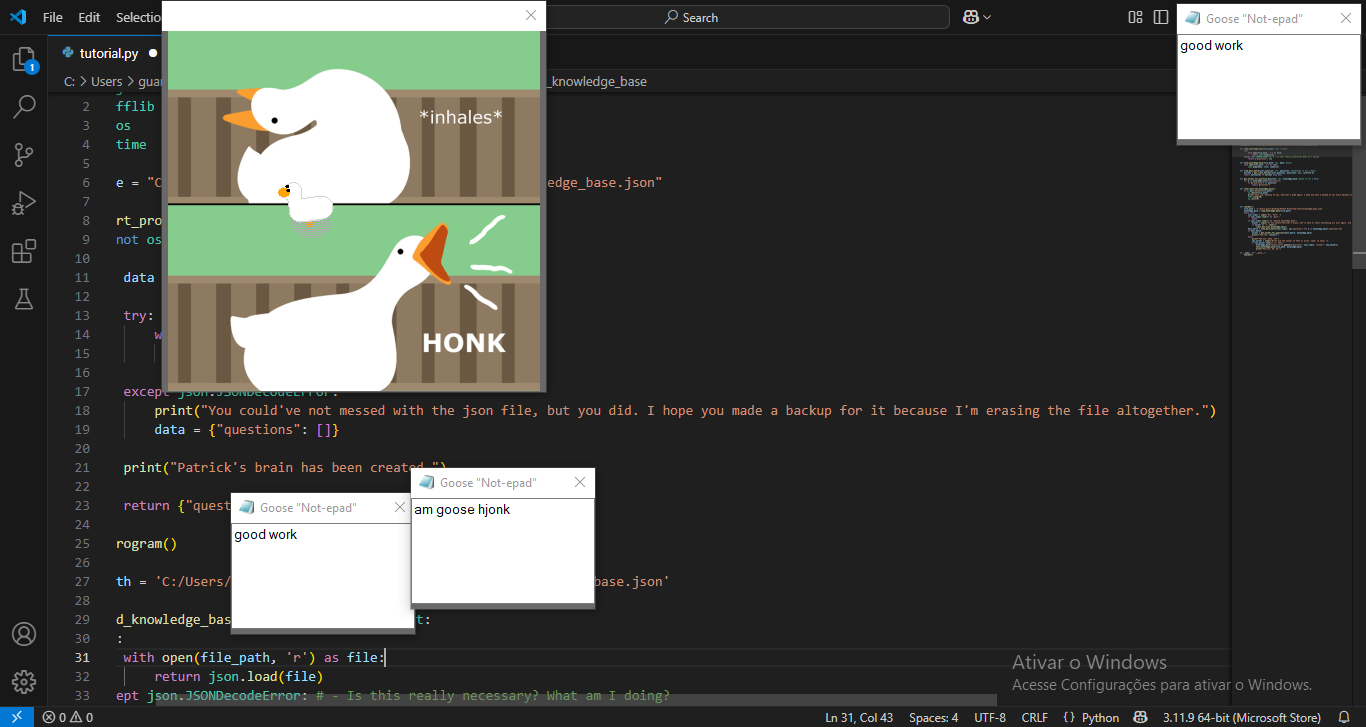 File Edit Selectio
Search
Goose "Not-epad"
good work
tutorial.py
C: > Users > guar
_knowledge_base
*inhales*
HONK
2 fflib
3 os
4 time
5
6 e = "C
edge_base.json"
7
8 rt_pro
9 not os
10
11 data
12
13 try:
14 w
15
16
17 except json.JSONDecodeError:
18 print("You could've not messed with the json file, but you did. I hope you made a backup for it because I'm erasing the file altogether.")
19 data = {"questions": []}
20
21 print("Patrick's brain has been created.")
22
23 return {"quest
24
25 rogram()
26
27 th = 'C:/Users/
base.json'
28
29 d_knowledge_bas
t:
30 :
31 with open(file_path, 'r') as file:
32 return json.load(file)
33 ept json.JSONDecodeError: # - Is this really necessary? What am I doing?
Goose "Not-epad"
am goose hjonk
Goose "Not-epad"
good work
Ativar o Windows
Acesse Configurações para ativar o Windows.
1
0 0
Ln 31, Col 43 Spaces: 4 UTF-8 CRLF {} Python 3.11.9 64-bit (Microsoft Store)